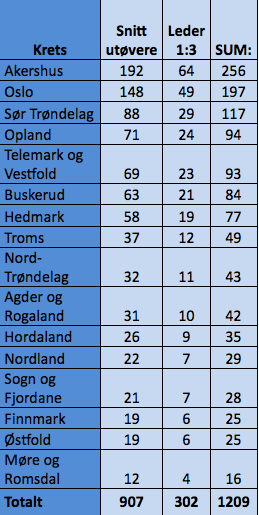 Krets Snitt utøvere Leder 1:3 SUM:
Akershus 192 64 256
Oslo 148 49 197
Sør Trøndelag 88 29 117
Opland 71 24 94
Telemark og
Vestfold 69 23 93
Buskerud 63 21 84
Hedmark 58 19 77
Troms 37 12 49
Nord-
Trøndelag 32 11 43
Agder og
Rogaland 31 10 42
Hordaland 26 9 35
Nordland 22 7 29
Sogn og
Fjordane 21 7 28
Finnmark 19 6 25
Østfold 19 6 25
Møre og
Romsdal 12 4 16
Totalt 907 302 1209